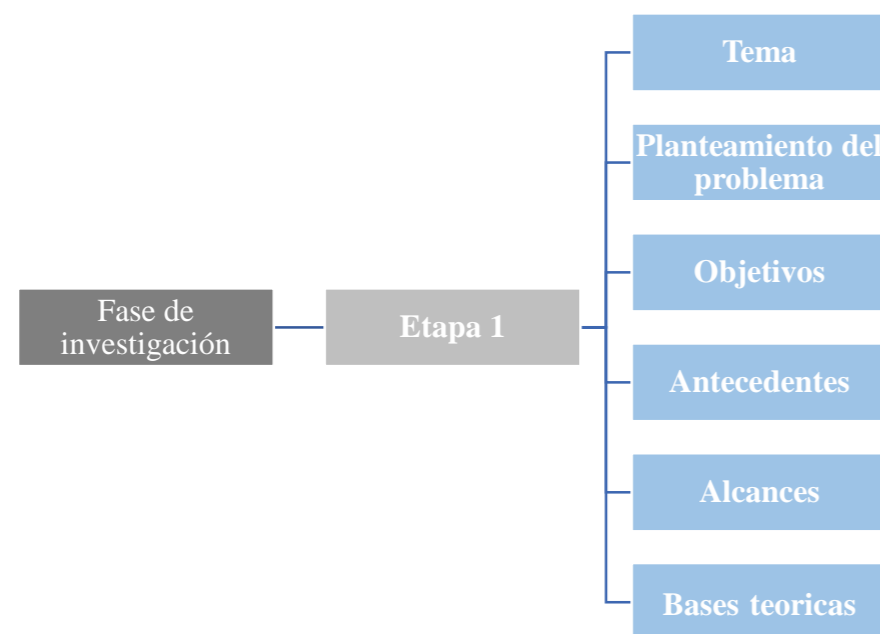 Fase de
investigación
Etapa 1
Tema
Planteamiento del
problema
Objetivos
Antecedentes
Alcances
Bases teoricas